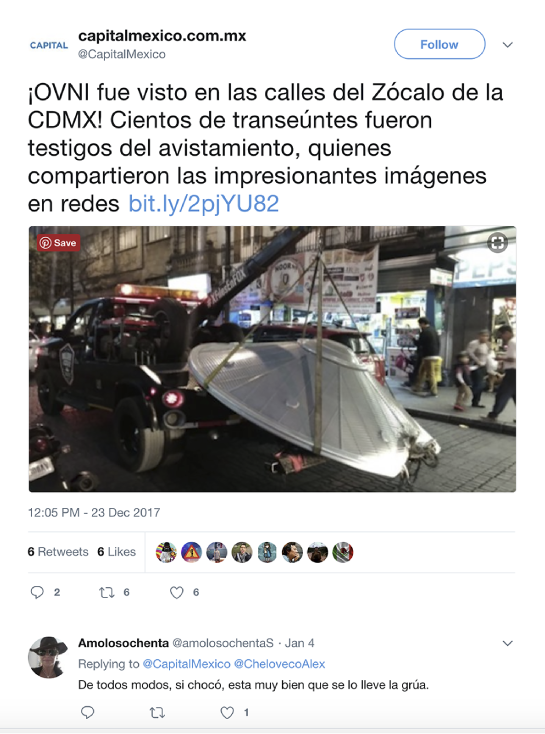 CAPITAL
capitalmexico.com.mx
@CapitalMexico
Follow
¡OVNI fue visto en las calles del Zócalo de la
CDMX! Cientos de transeúntes fueron
testigos del avistamiento, quienes
compartieron las impresionantes imágenes
en redes bit.ly/2pjYU82
Save
12:05 PM - 23 Dec 2017
6 Retweets 6 Likes
2 6 6
Amolosochenta @amolosochentaS · Jan 4
Replying to @CapitalMexico @ChelovecoAlex
De todos modos, si chocó, esta muy bien que se lo lleve la grúa.
1